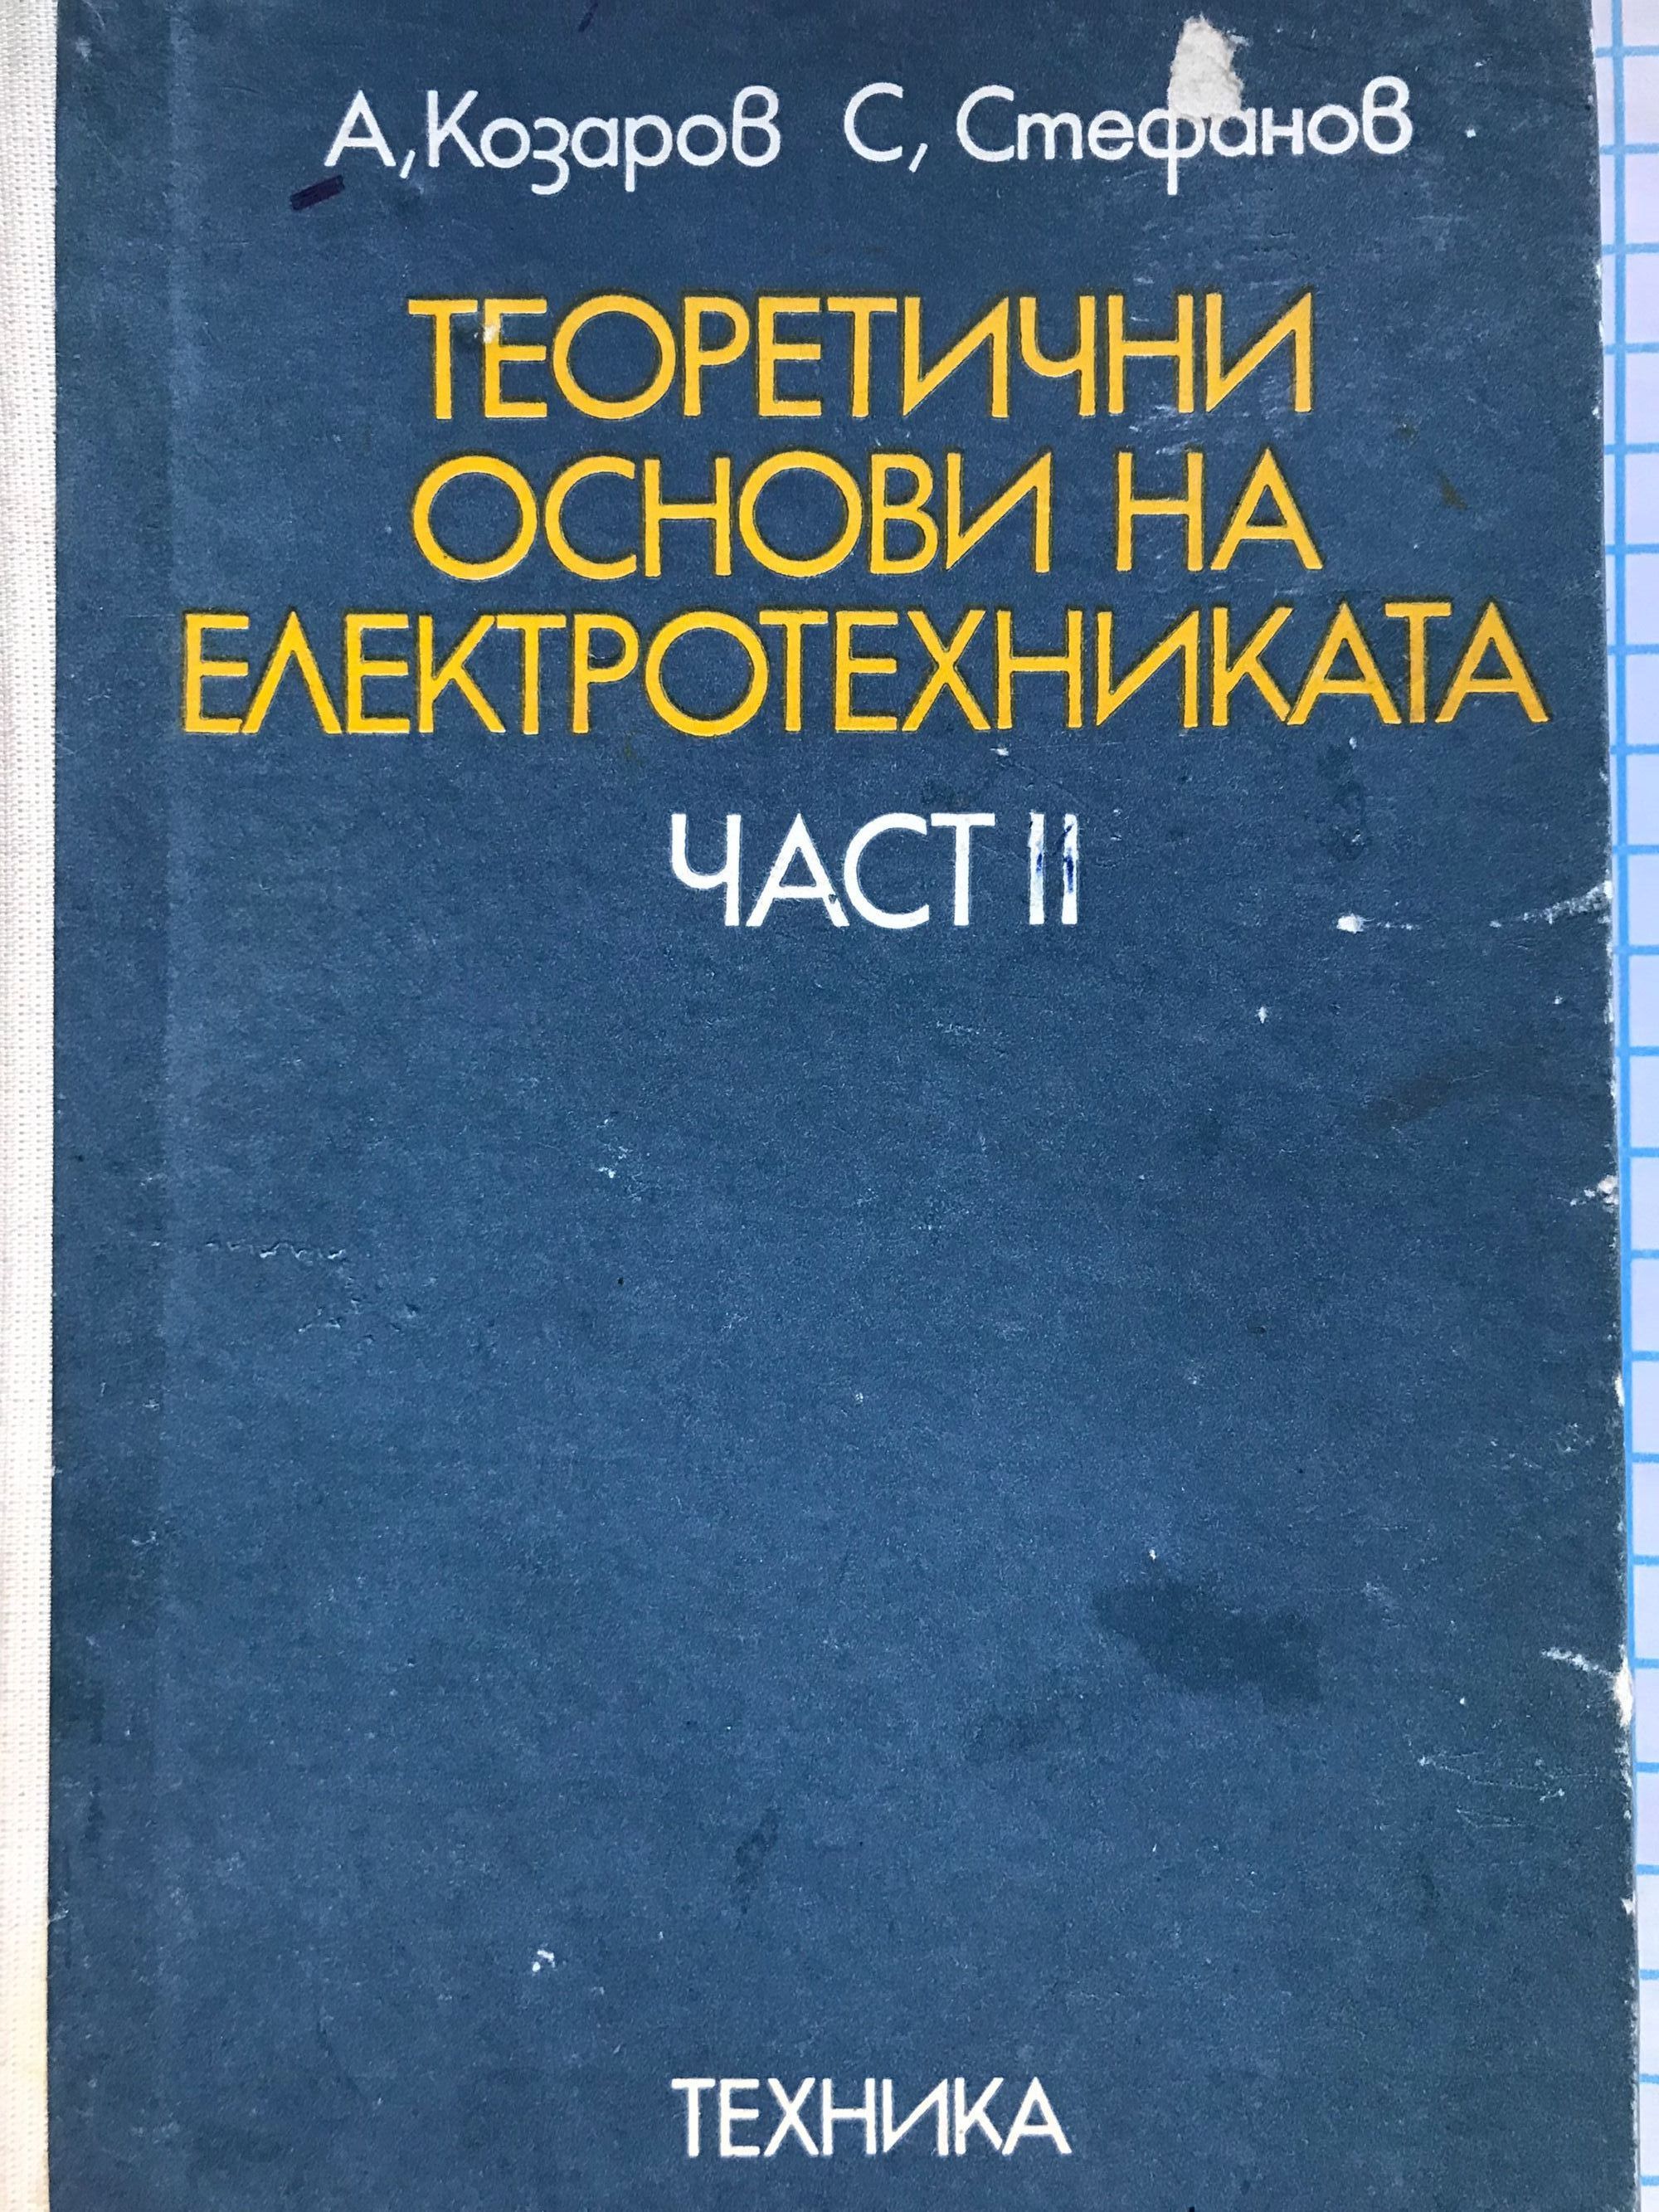 А, Козаров С, Стефанов
ТЕОРЕТИЧНИ
ОСНОВИ НА
ЕЛЕКТРОТЕХНИКАТА
ЧАСТ II
ТЕХНИКА